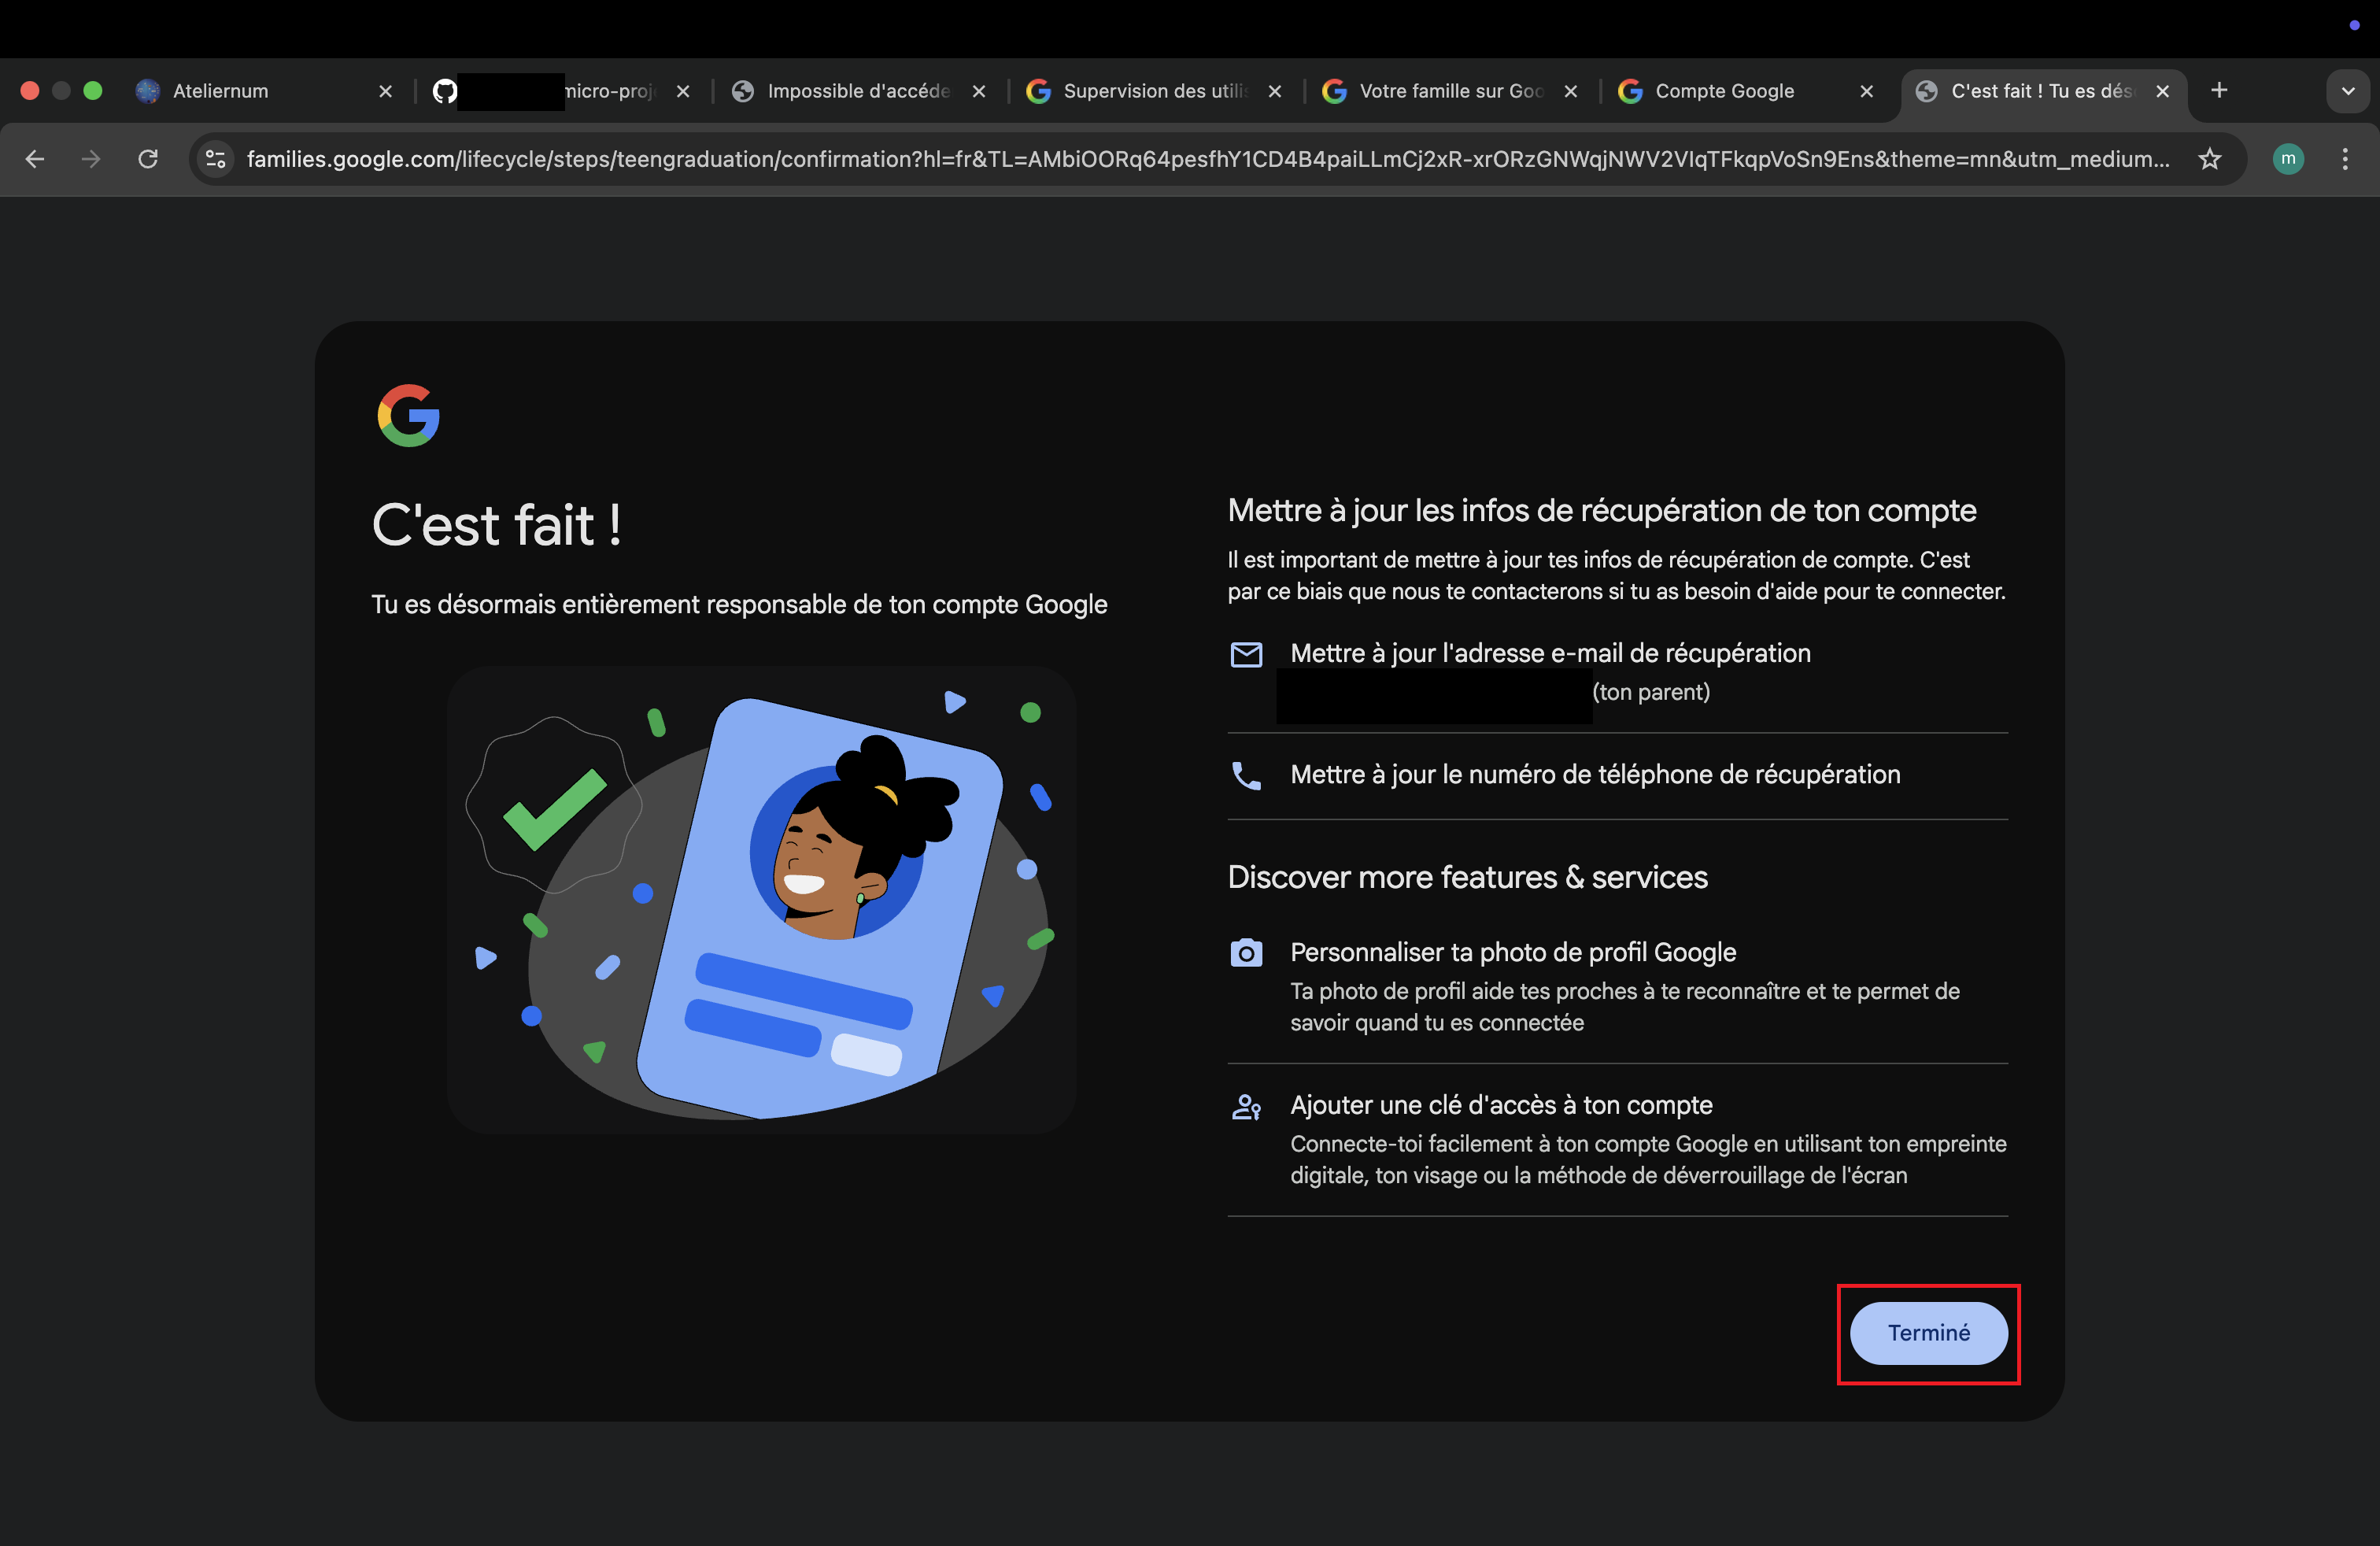 Ateliernum
micro-proj
Impossible d'accéde
Supervision des utilis
Votre famille sur Goo
Compte Google
C'est fait ! Tu es dés
families.google.com/lifecycle/steps/teengraduation/confirmation?hl=fr&TL=AMbiOORq64pesfhY1CD4B4paiLLmCj2xR-xrORzGNWqjNWV2VIqTFkqpVoSn9Ens&theme=mn&utm_medium...
m
C'est fait !
Tu es désormais entièrement responsable de ton compte Google
Mettre à jour les infos de récupération de ton compte
Il est important de mettre à jour tes infos de récupération de compte. C'est
par ce biais que nous te contacterons si tu as besoin d'aide pour te connecter.
Mettre à jour l'adresse e-mail de récupération
(ton parent)
Mettre à jour le numéro de téléphone de récupération
Discover more features & services
Personnaliser ta photo de profil Google
Ta photo de profil aide tes proches à te reconnaître et te permet de
savoir quand tu es connectée
Ajouter une clé d'accès à ton compte
Connecte-toi facilement à ton compte Google en utilisant ton empreinte
digitale, ton visage ou la méthode de déverrouillage de l'écran
Terminé